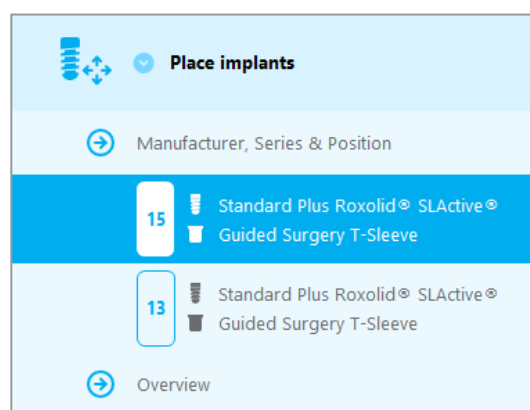 Place implants
Manufacturer, Series & Position
15
Standard Plus Roxolid® SLActive®
Guided Surgery T-Sleeve
13
Standard Plus Roxolid® SLActive®
Guided Surgery T-Sleeve
Overview